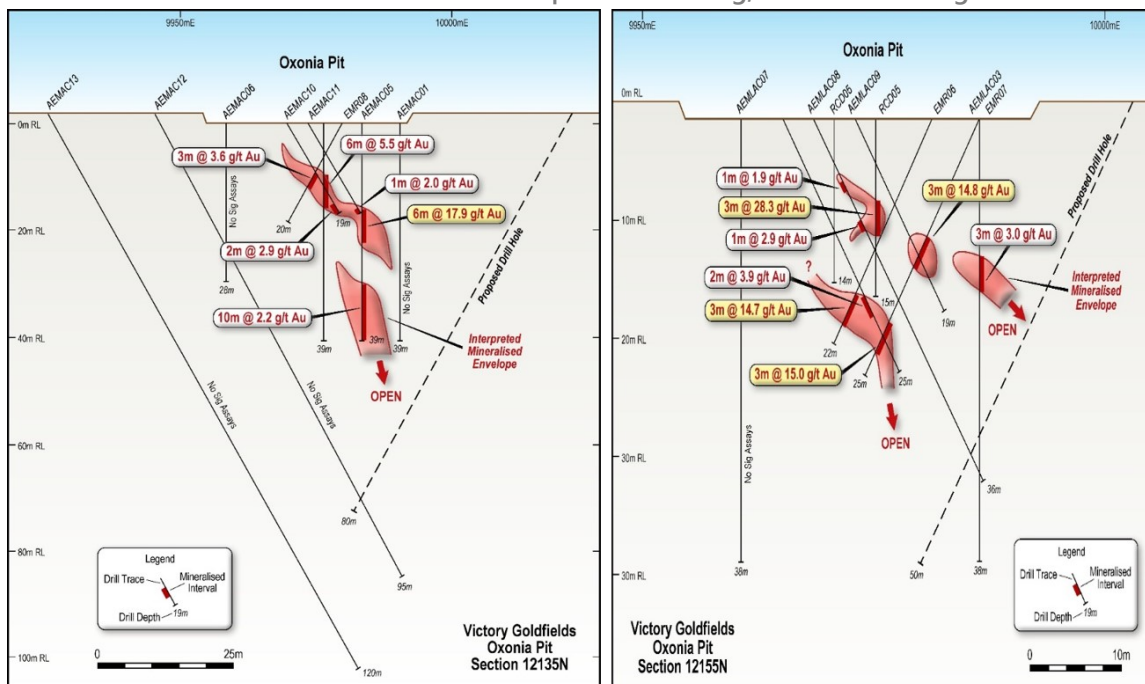 9950mE
10000mE
Oxonia Pit
AEMAC13
AEMAC12
AEMAC06
AEMAC10
AEMAC11
EMR08
AEMAC05
AEMAC01
0m RL
20m RL
40m RL
60m RL
80m RL
100m RL
3m @ 3.6 g/t Au
6m @ 5.5 g/t Au
1m @ 2.0 g/t Au
6m @ 17.9 g/t Au
2m @ 2.9 g/t Au
10m @ 2.2 g/t Au
No Sig Assays
20m
19m
28m
No Sig Assays
39m
39m
39m
Interpreted
Mineralised
Envelope
OPEN
Proposed Drill Hole
No Sig Assays
No Sig Assays
80m
95m
120m
Legend
Drill Trace
Mineralised
Interval
19m
Drill Depth
0
25m
Victory Goldfields
Oxonia Pit
Section 12135N
9950mE
10000mE
Oxonia Pit
AEMLAC07
AEMLAC08
RCD05
AEMLAC09
RCD05
EMR06
AEMLAC03
EMR07
0m RL
10m RL
20m RL
30m RL
30m RL
1m @ 1.9 g/t Au
3m @ 28.3 g/t Au
1m @ 2.9 g/t Au
3m @ 14.8 g/t Au
3m @ 3.0 g/t Au
2m @ 3.9 g/t Au
3m @ 14.7 g/t Au
3m @ 15.0 g/t Au
?
14m
15m
19m
22m
25m
25m
36m
38m
38m
50m
Interpreted
Mineralised
Envelope
OPEN
OPEN
Proposed Drill Hole
No Sig Assays
Legend
Drill Trace
Mineralised
Interval
19m
Drill Depth
0
10m
Victory Goldfields
Oxonia Pit
Section 12155N